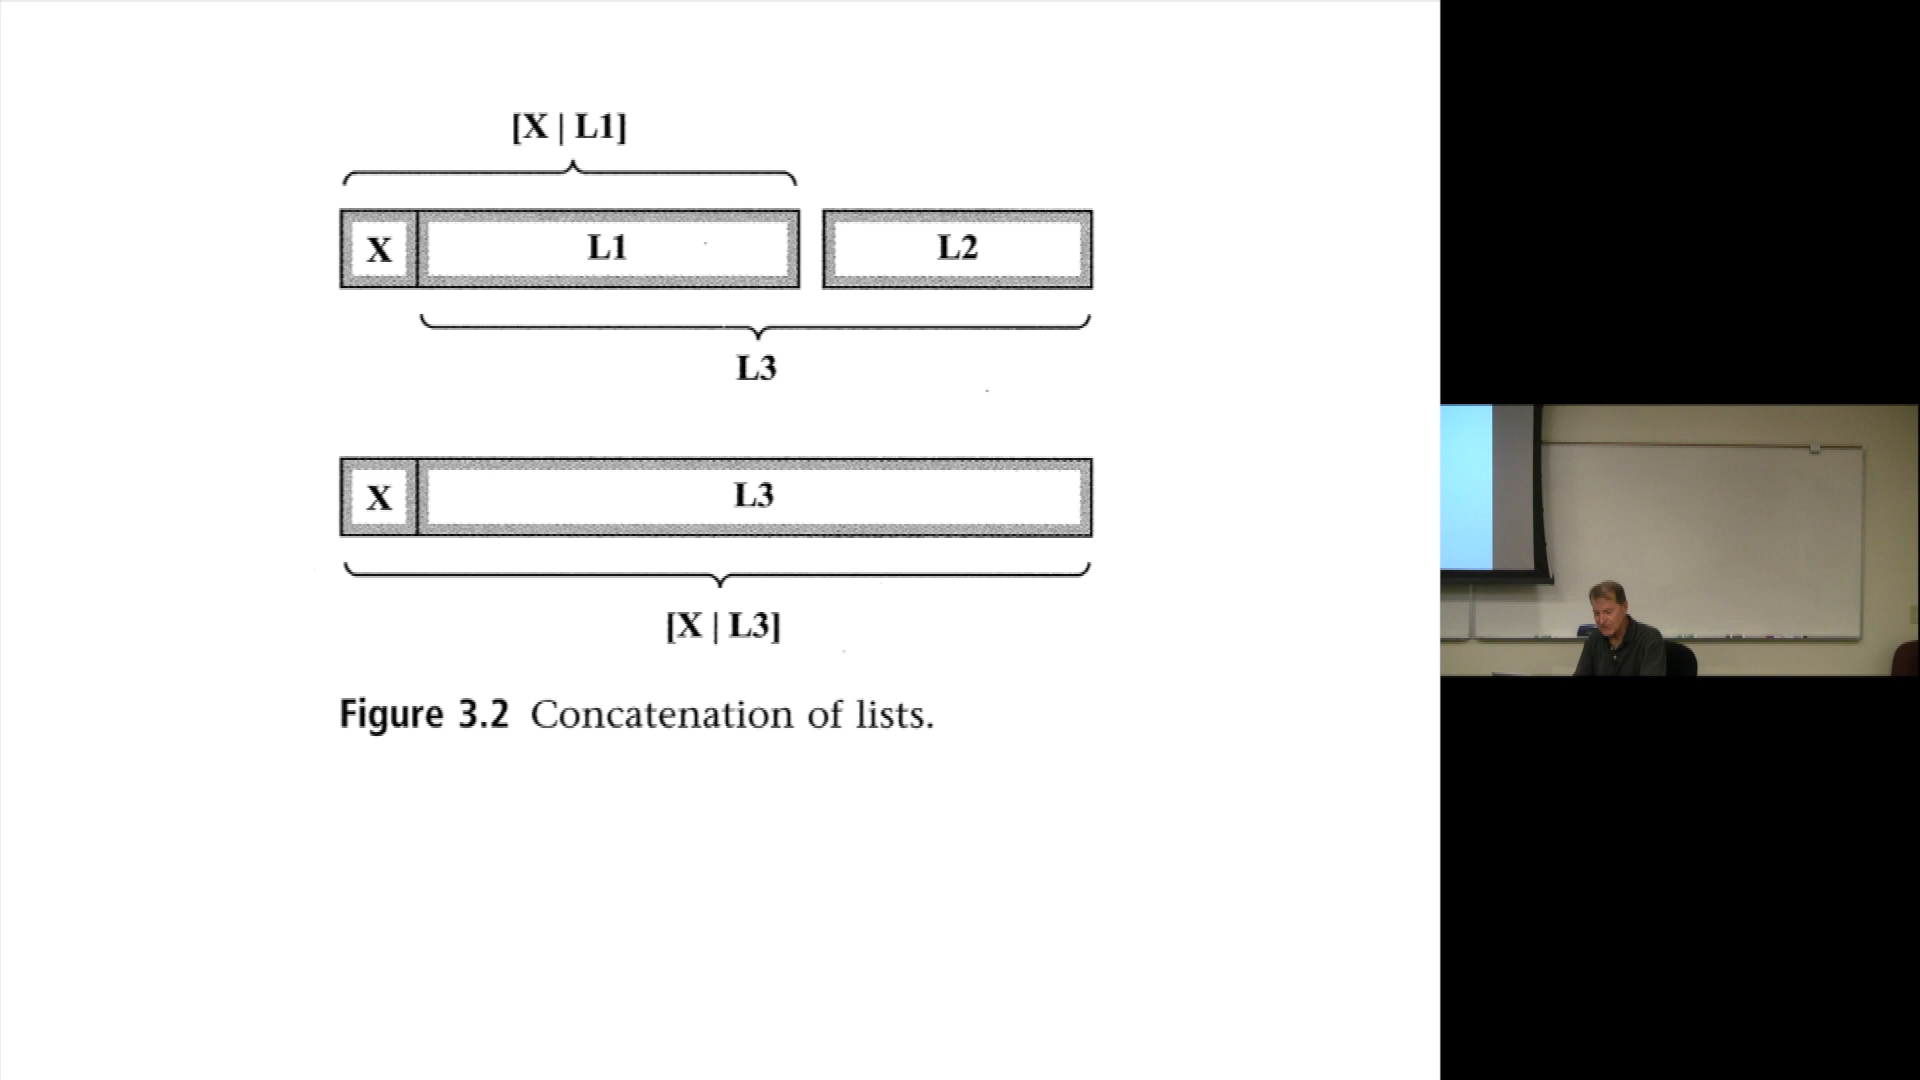 [X | L1]
X L1 L2
L3
X L3
[X | L3]
Figure 3.2 Concatenation of lists.